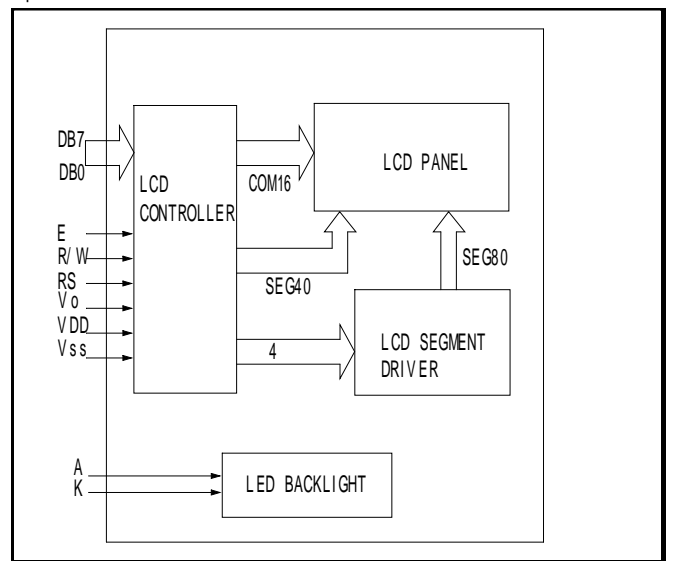 DB7
DB0
LCD
CONTROLLER
COM16
LCD PANEL
E
R/W
RS
Vo
VDD
Vss
SEG40
SEG80
4
LCD SEGMENT
DRIVER
A
K
LED BACKLIGHT